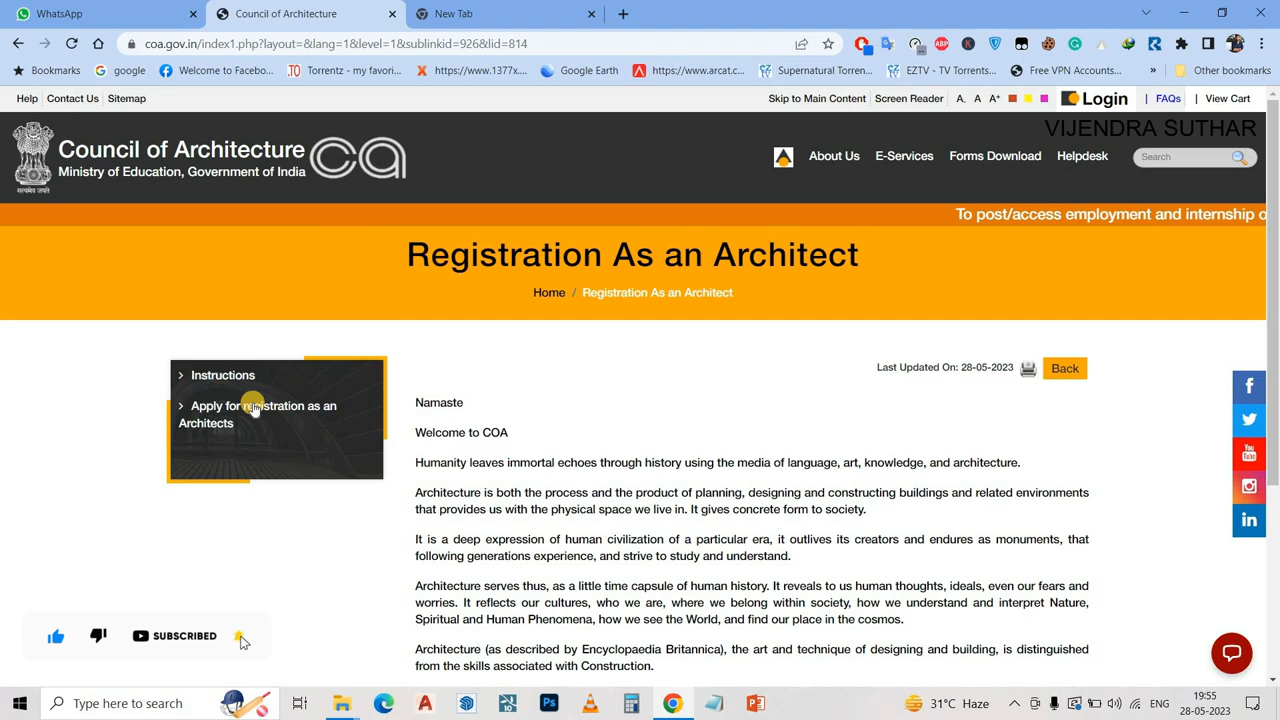 WhatsApp
Council of Architecture
New Tab
coa.gov.in/index1.php?layout=&lang=1&level=1&sublinkid=926&lid=814
Bookmarks
google
Welcome to Facebo...
Torrentz - my favori...
https://www.1377x....
Google Earth
https://www.arcat.c...
Supernatural Torren...
EZTV - TV Torrents...
Free VPN Accounts...
»
Other bookmarks
Help
Contact Us
Sitemap
Skip to Main Content
Screen Reader
A-
A
A+
Login
FAQs
View Cart
VIJENDRA SUTHAR
Council of Architecture
Ministry of Education, Government of India
सत्यमेव जयते
ca
About Us
E-Services
Forms Download
Helpdesk
Search
To post/access employment and internship o
Registration As an Architect
Home / Registration As an Architect
Instructions
Apply for registration as an
Architects
Last Updated On: 28-05-2023
Back
Namaste
Welcome to COA
Humanity leaves immortal echoes through history using the media of language, art, knowledge, and architecture.
Architecture is both the process and the product of planning, designing and constructing buildings and related environments
that provides us with the physical space we live in. It gives concrete form to society.
It is a deep expression of human civilization of a particular era, it outlives its creators and endures as monuments, that
following generations experience, and strive to study and understand.
Architecture serves thus, as a little time capsule of human history. It reveals to us human thoughts, ideals, even our fears and
worries. It reflects our cultures, who we are, where we belong within society, how we understand and interpret Nature,
Spiritual and Human Phenomena, how we see the World, and find our place in the cosmos.
Architecture (as described by Encyclopaedia Britannica), the art and technique of designing and building, is distinguished
from the skills associated with Construction.
SUBSCRIBED
Type here to search
31°C Haze
ENG
19:55
28-05-2023